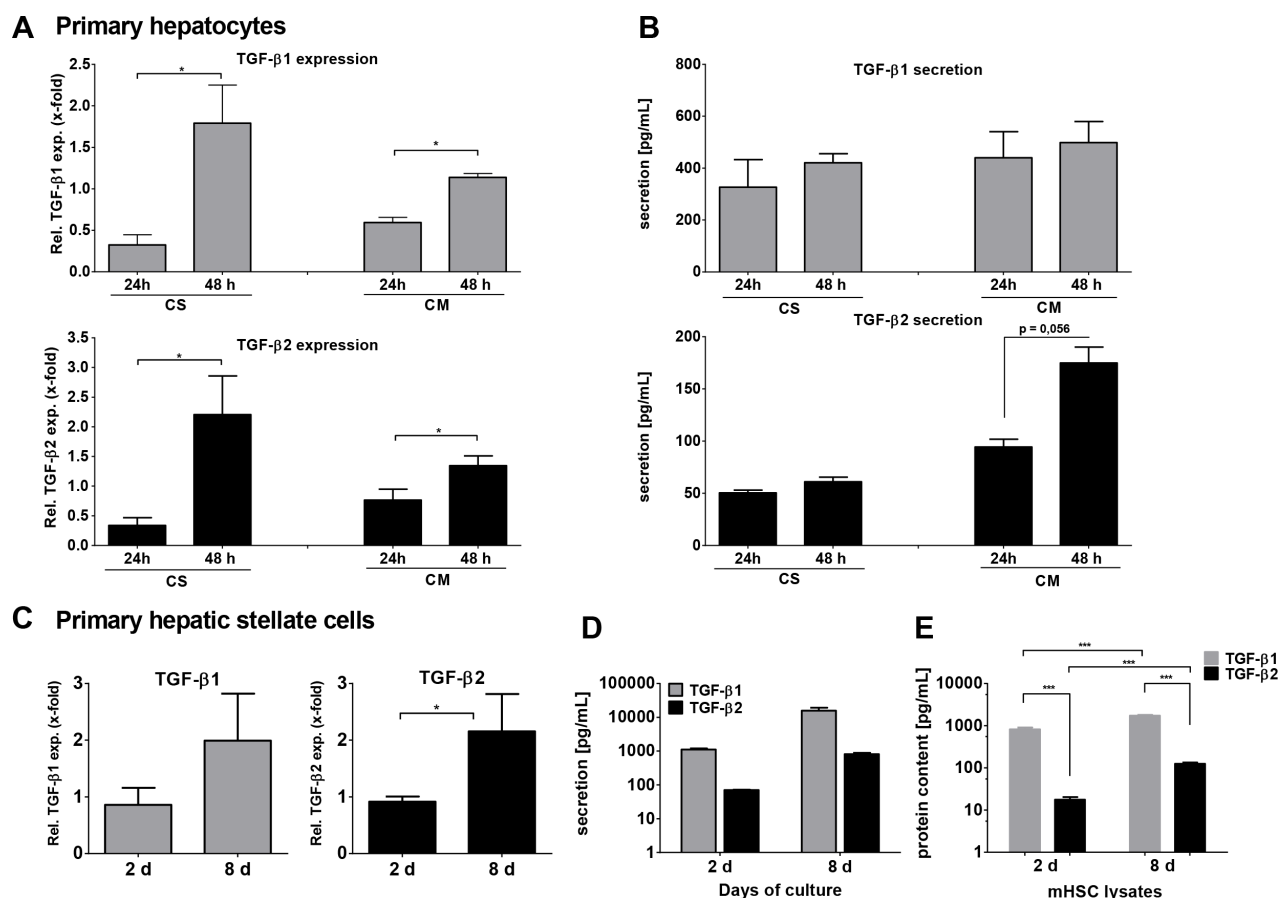 A Primary hepatocytes
TGF-β1 expression
Rel. TGF-β1 exp. (x-fold)
2.5
2.0
1.5
1.0
0.5
0.0
*
*
24h 48 h 24h 48 h
CS CM
TGF-β2 expression
Rel. TGF-β2 exp. (x-fold)
3.5
3.0
2.5
2.0
1.5
1.0
0.5
0.0
*
*
24h 48 h 24h 48 h
CS CM
B
TGF-β1 secretion
secretion [pg/mL]
800
600
400
200
0
24h 48 h 24h 48 h
CS CM
TGF-β2 secretion
p = 0,056
secretion [pg/mL]
200
150
100
50
0
24h 48 h 24h 48 h
CS CM
C Primary hepatic stellate cells
TGF-β1
Rel. TGF-β1 exp. (x-fold)
3
2
1
0
2 d 8 d
TGF-β2
Rel. TGF-β2 exp. (x-fold)
3
2
1
0
*
2 d 8 d
D
secretion [pg/mL]
100000
10000
1000
100
10
1
TGF-β1
TGF-β2
2 d 8 d
Days of culture
E
protein content [pg/mL]
10000
1000
100
10
1
***
***
***
***
TGF-β1
TGF-β2
2 d 8 d
mHSC lysates